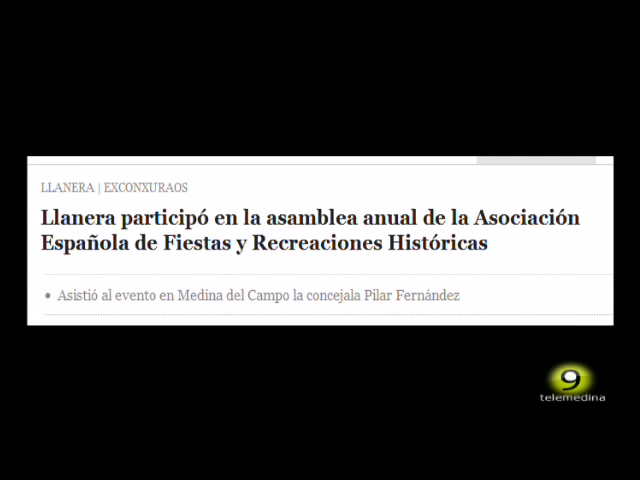 LLANERA | EXCONXURAOS
Llanera participó en la asamblea anual de la Asociación
Española de Fiestas y Recreaciones Históricas
• Asistió al evento en Medina del Campo la concejala Pilar Fernández
9
telemedina